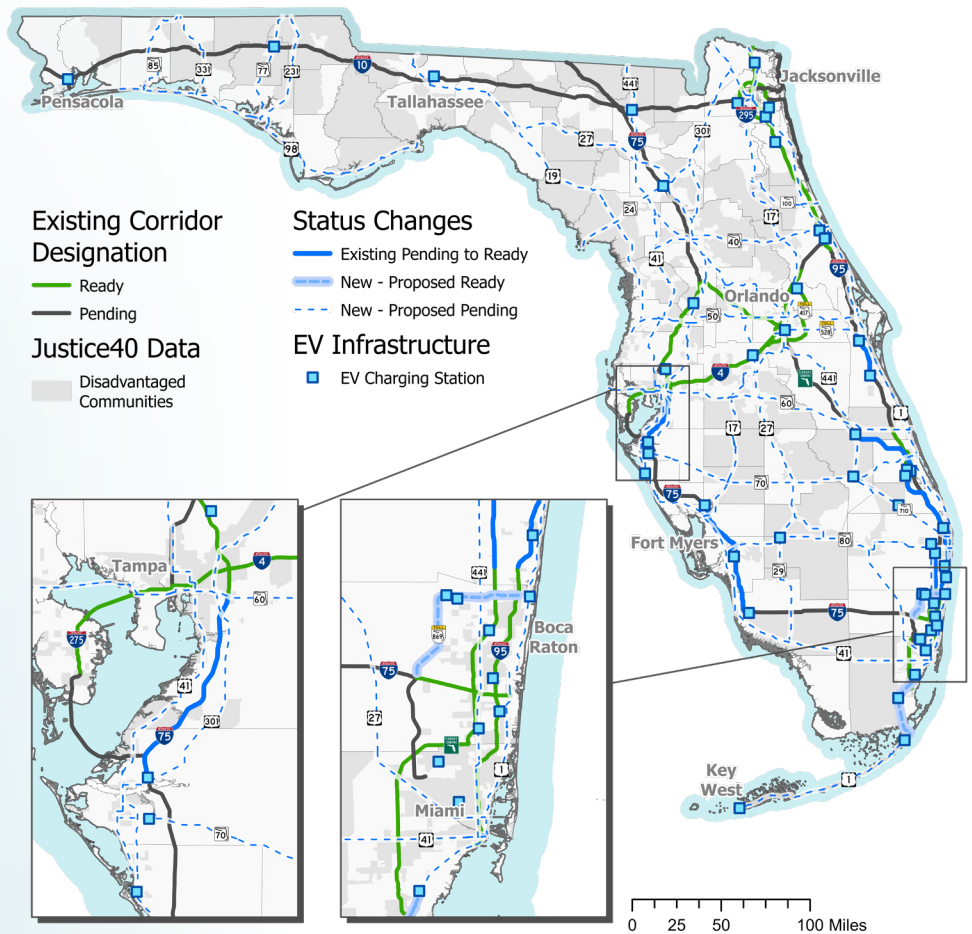 10
85
331
77
231
Pensacola
98
Tallahassee
441
Jacksonville
295
75
301
27
19
24
17
100
41
40
95
Existing Corridor
Designation
Ready
Pending
Justice40 Data
Disadvantaged
Communities
Status Changes
Existing Pending to Ready
New - Proposed Ready
New - Proposed Pending
EV Infrastructure
EV Charging Station
Orlando
417
50
528
4
441
60
1
17
27
70
75
710
Fort Myers
80
29
75
41
Key
West
1
Tampa
4
60
275
41
301
75
70
441
869
Boca
Raton
95
75
27
1
Miami
41
0 25 50 100 Miles